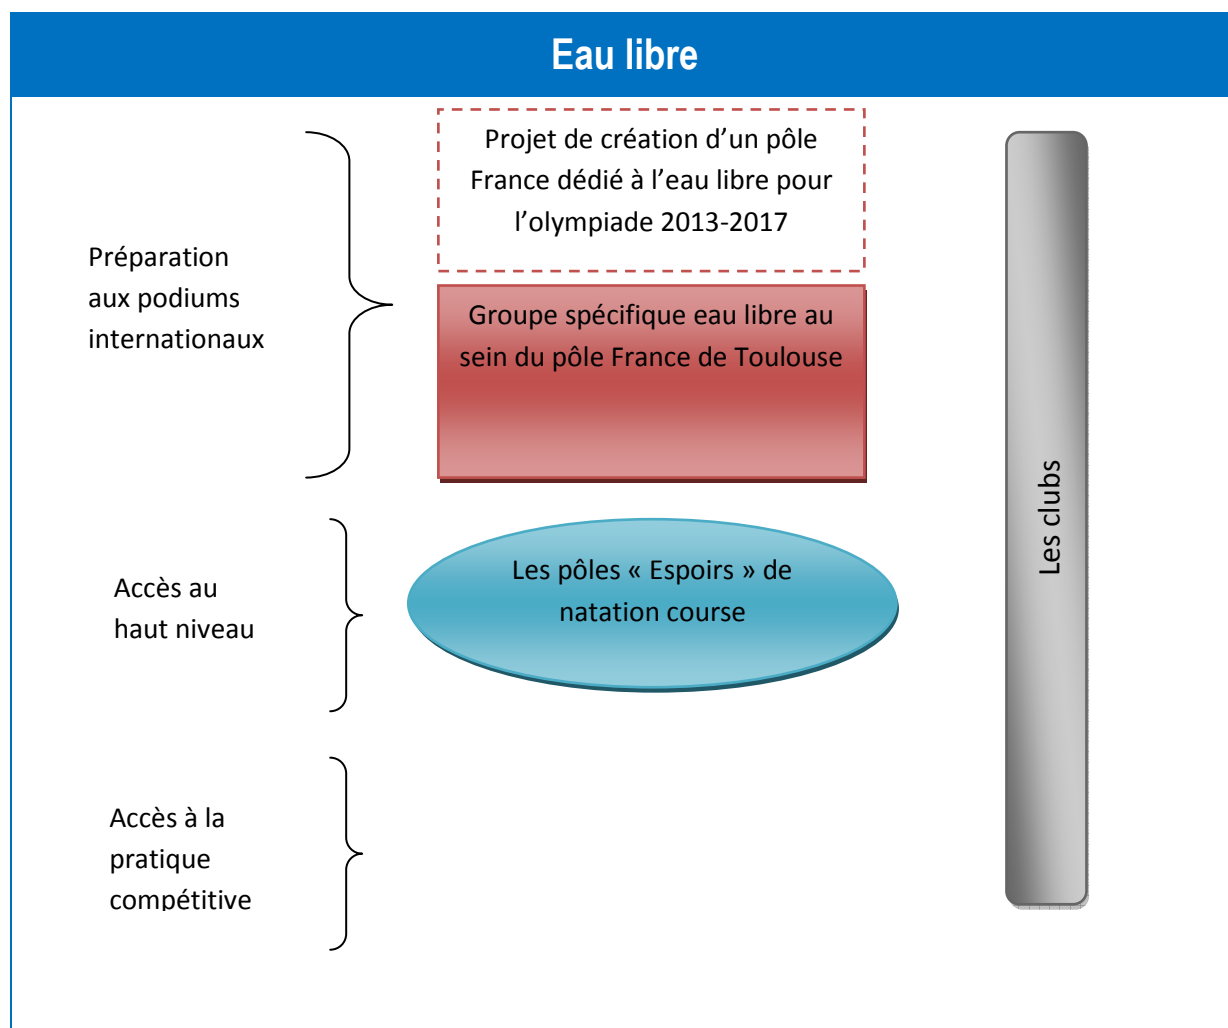 Eau libre
Projet de création d’un pôle
France dédié à l’eau libre pour
l’olympiade 2013-2017
Préparation
aux podiums
internationaux
Groupe spécifique eau libre au
sein du pôle France de Toulouse
Les clubs
Accès au
haut niveau
Les pôles « Espoirs » de
natation course
Accès à la
pratique
compétitive